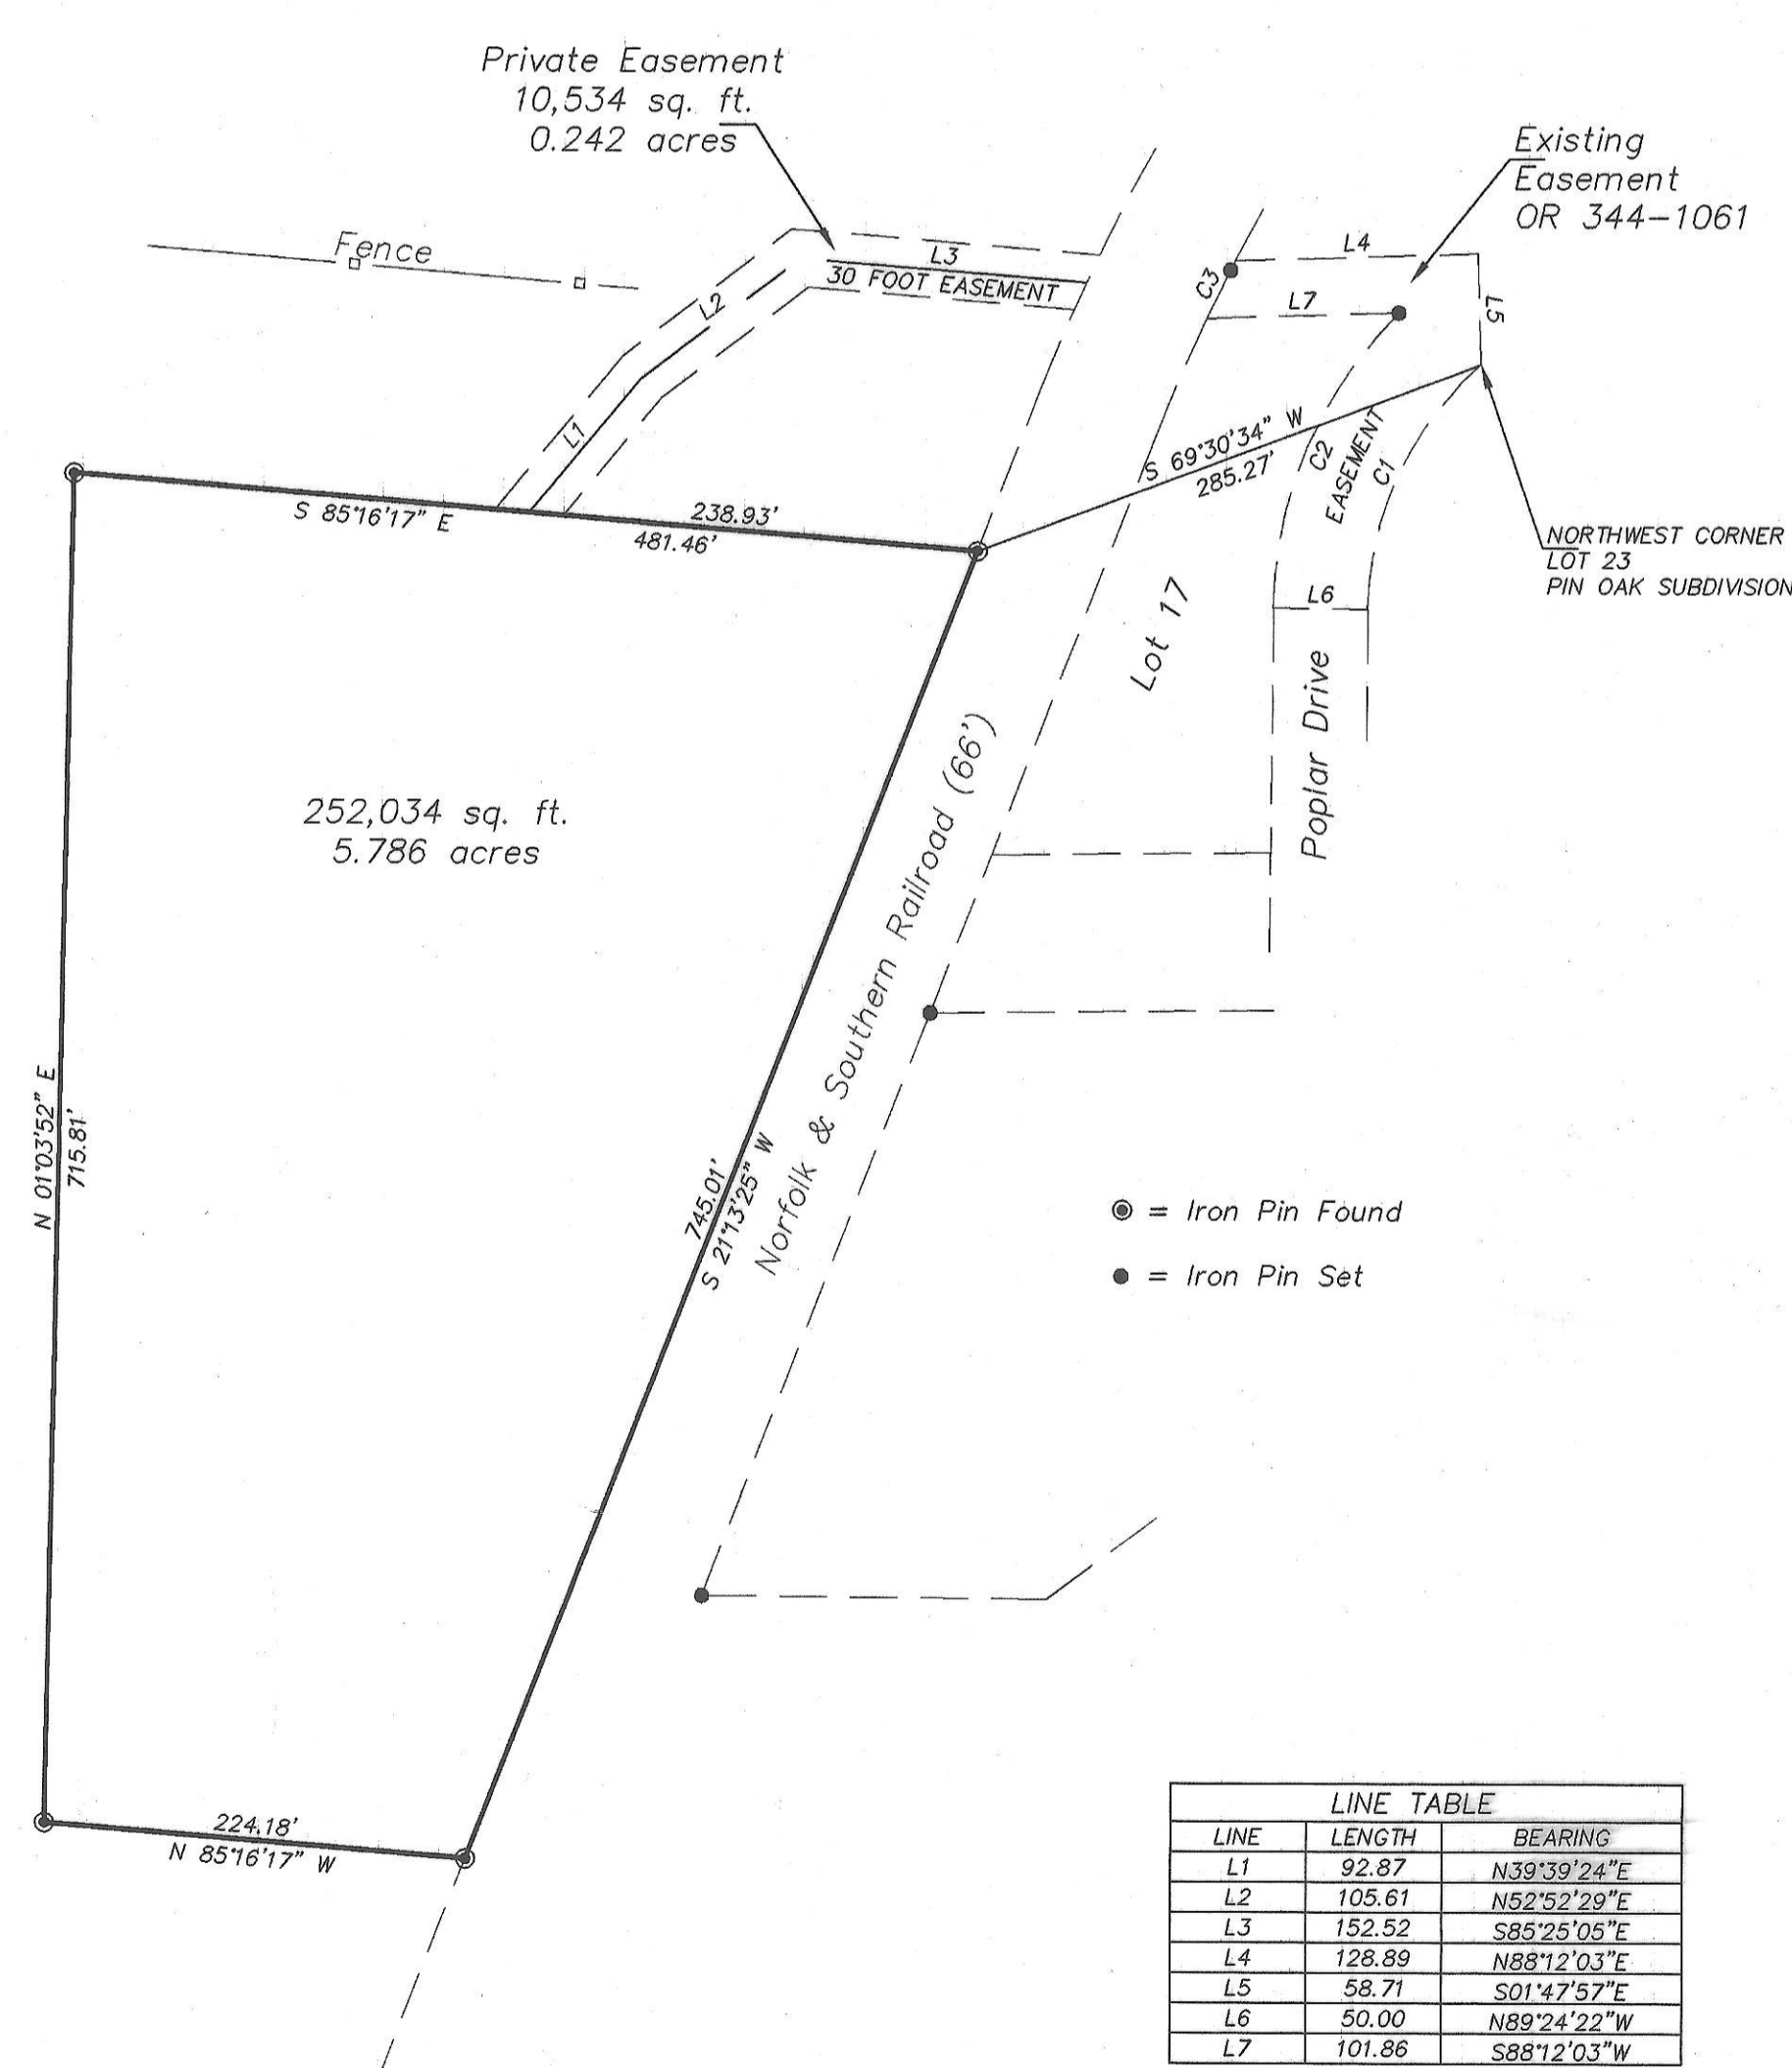 Private Easement
10,534 sq. ft.
0.242 acres
Existing
Easement
OR 344-1061
Fence
L3
30 FOOT EASEMENT
L2
L1
L4
C3
L7
L5
S 69°30'34" W
285.27'
C2
EASEMENT
C1
S 85°16'17" E
238.93'
481.46'
NORTHWEST CORNER
LOT 23
PIN OAK SUBDIVISION
L6
Lot 17
Poplar Drive
252,034 sq. ft.
5.786 acres
Norfolk & Southern Railroad (66')
N 01°03'52" E
715.81'
745.01'
S 21°13'25" W
= Iron Pin Found
= Iron Pin Set
224.18'
N 85°16'17" W
LINE TABLE
LINE LENGTH BEARING
L1 92.87 N39°39'24"E
L2 105.61 N52°52'29"E
L3 152.52 S85°25'05"E
L4 128.89 N88°12'03"E
L5 58.71 S01°47'57"E
L6 50.00 N89°24'22"W
L7 101.86 S88°12'03"W